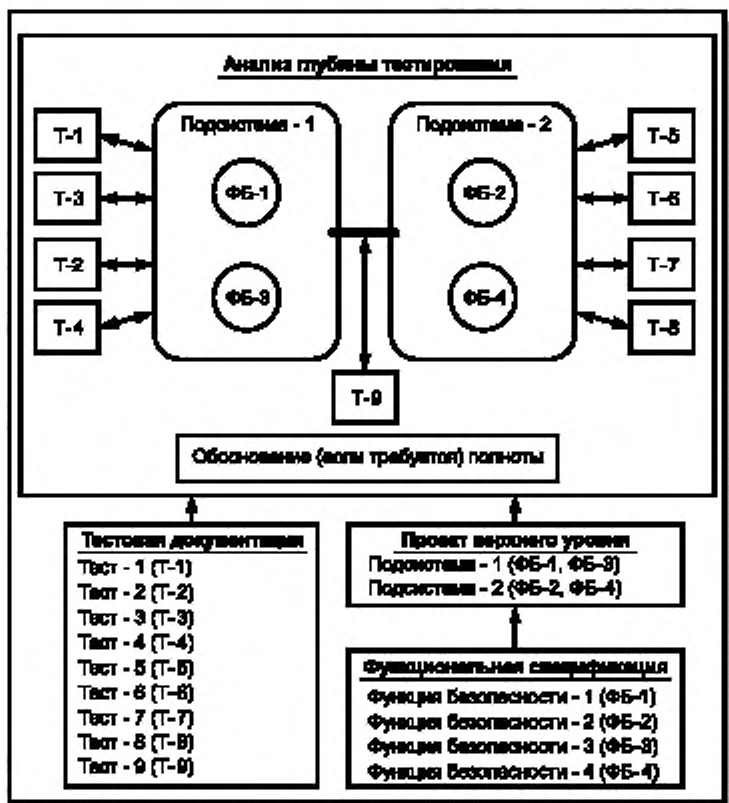 Анализ глубины тестирования
Подсистема - 1
Подсистема - 2
Т-1
Т-3
Т-2
Т-4
ФБ-1
ФБ-3
ФБ-2
ФБ-4
Т-5
Т-6
Т-7
Т-8
Т-9
Обоснование (если требуется) полноты
Тестовая документация
Тест - 1 (Т-1)
Тест - 2 (Т-2)
Тест - 3 (Т-3)
Тест - 4 (Т-4)
Тест - 5 (Т-5)
Тест - 6 (Т-6)
Тест - 7 (Т-7)
Тест - 8 (Т-8)
Тест - 9 (Т-9)
Проект верхнего уровня
Подсистема - 1 (ФБ-1, ФБ-3)
Подсистема - 2 (ФБ-2, ФБ-4)
Функциональная спецификация
Функция безопасности - 1 (ФБ-1)
Функция безопасности - 2 (ФБ-2)
Функция безопасности - 3 (ФБ-3)
Функция безопасности - 4 (ФБ-4)